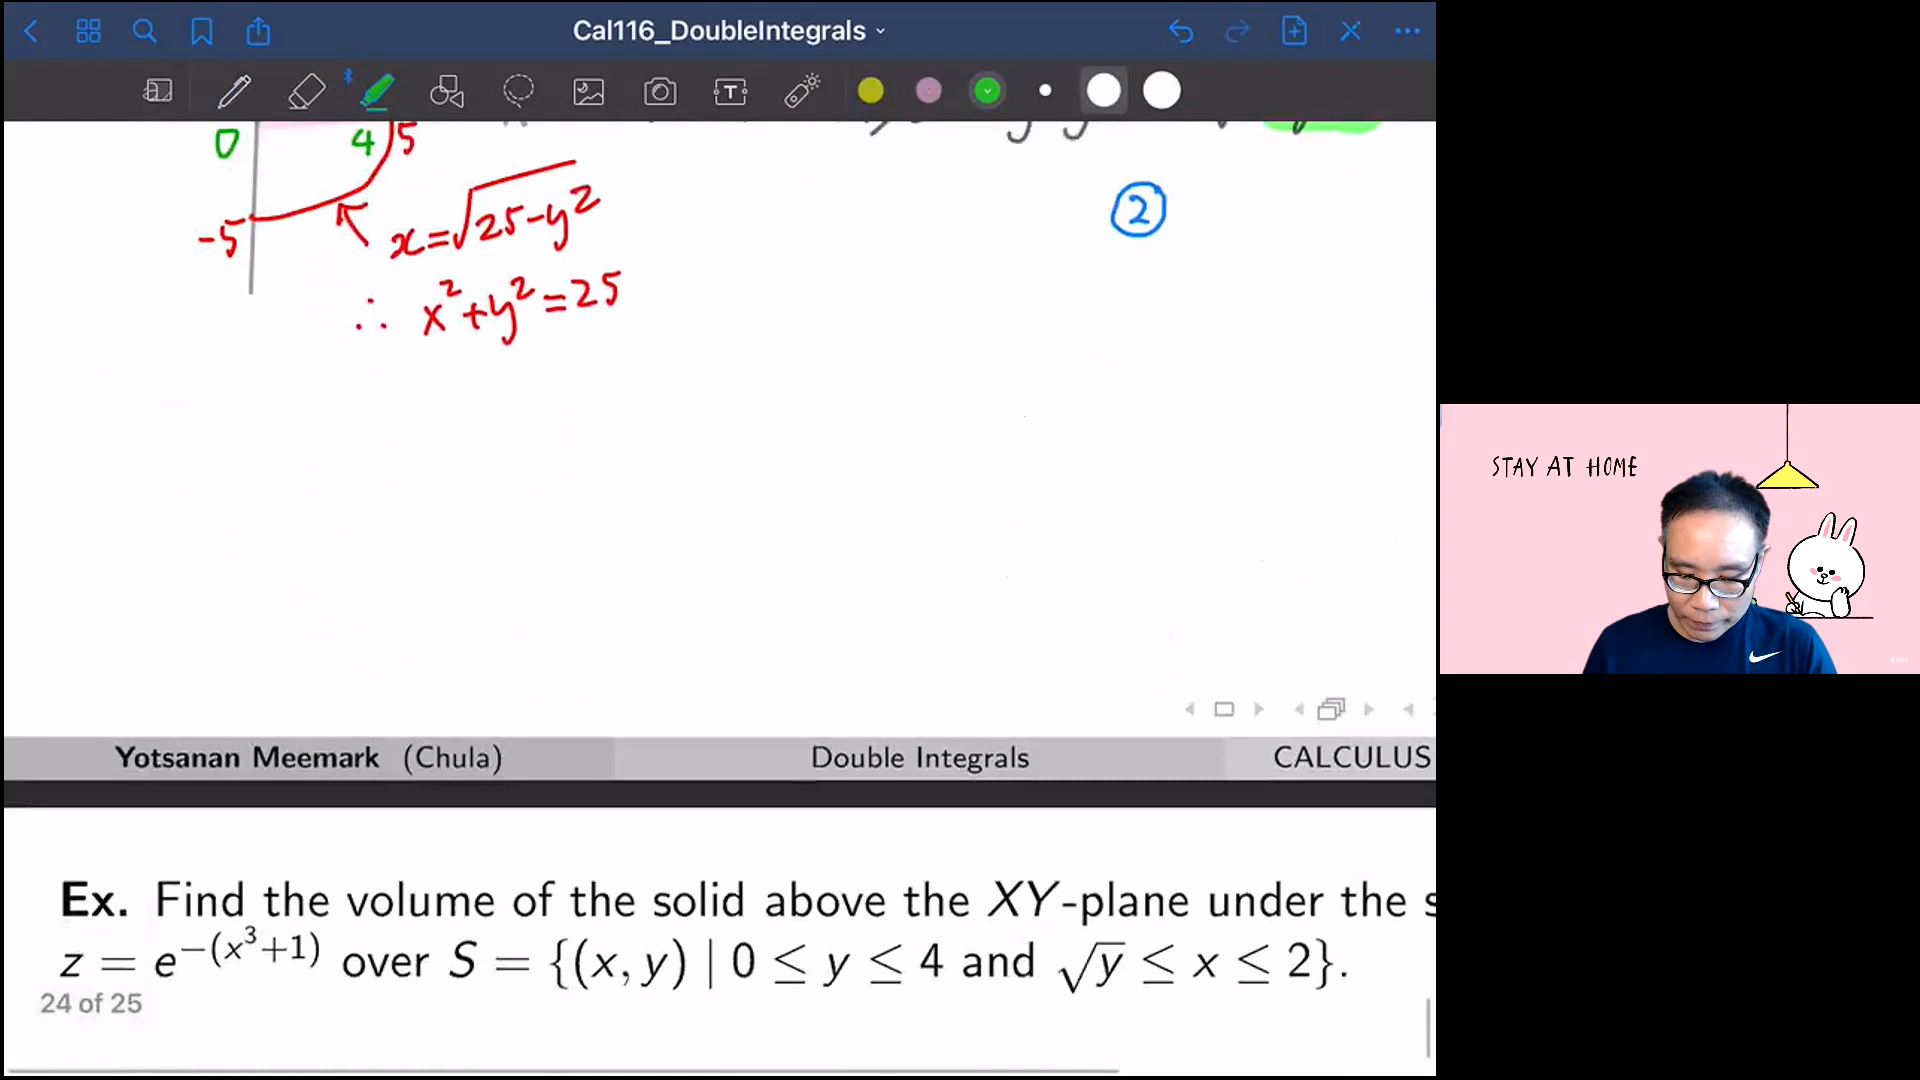 Cal116_DoubleIntegrals
T
0
4
5
-5
x=√25-y²
∴ x²+y²=25
2
STAY AT HOME
Yotsanan Meemark (Chula)
Double Integrals
CALCULUS
Ex. Find the volume of the solid above the XY-plane under the s
z = e^{-(x³+1)} over S = {(x, y) | 0 ≤ y ≤ 4 and √y ≤ x ≤ 2}.
24 of 25